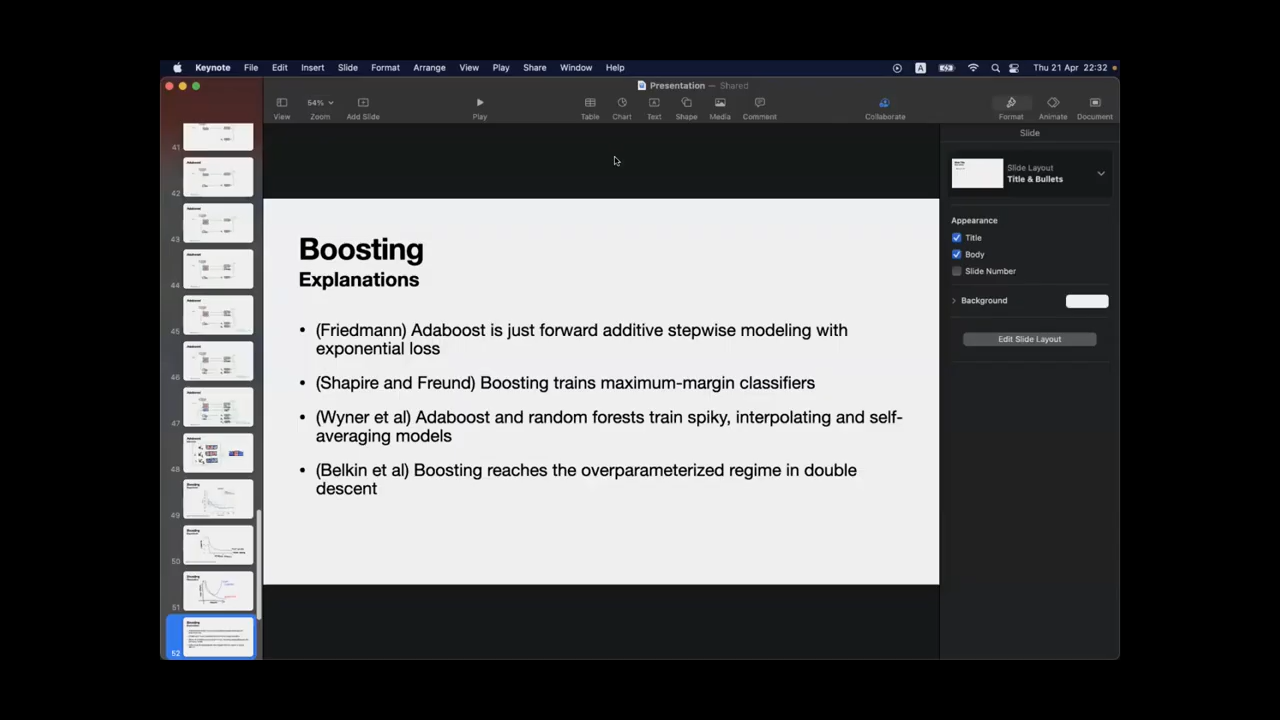 Keynote File Edit Insert Slide Format Arrange View Play Share Window Help
A
Thu 21 Apr 22:32
Presentation — Shared
54%
View Zoom Add Slide Play Table Chart Text Shape Media Comment Collaborate Format Animate Document
Slide
Slide Layout
Title & Bullets
Appearance
Title
Body
Slide Number
Background
Edit Slide Layout
41
42
43
44
45
46
47
48
49
50
51
52
Boosting
Explanations
• (Friedmann) Adaboost is just forward additive stepwise modeling with
exponential loss
• (Shapire and Freund) Boosting trains maximum-margin classifiers
• (Wyner et al) Adaboost and random forests train spiky, interpolating and self-
averaging models
• (Belkin et al) Boosting reaches the overparameterized regime in double
descent